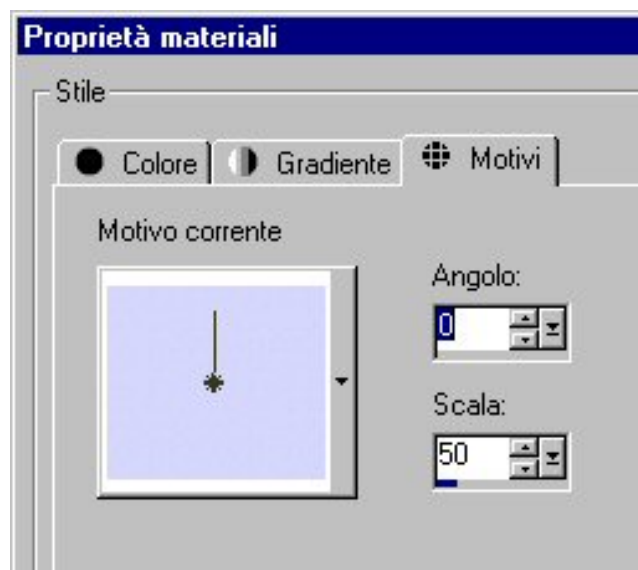 Proprietà materiali
Stile
Colore Gradiente Motivi
Motivo corrente
Angolo:
0
Scala:
50